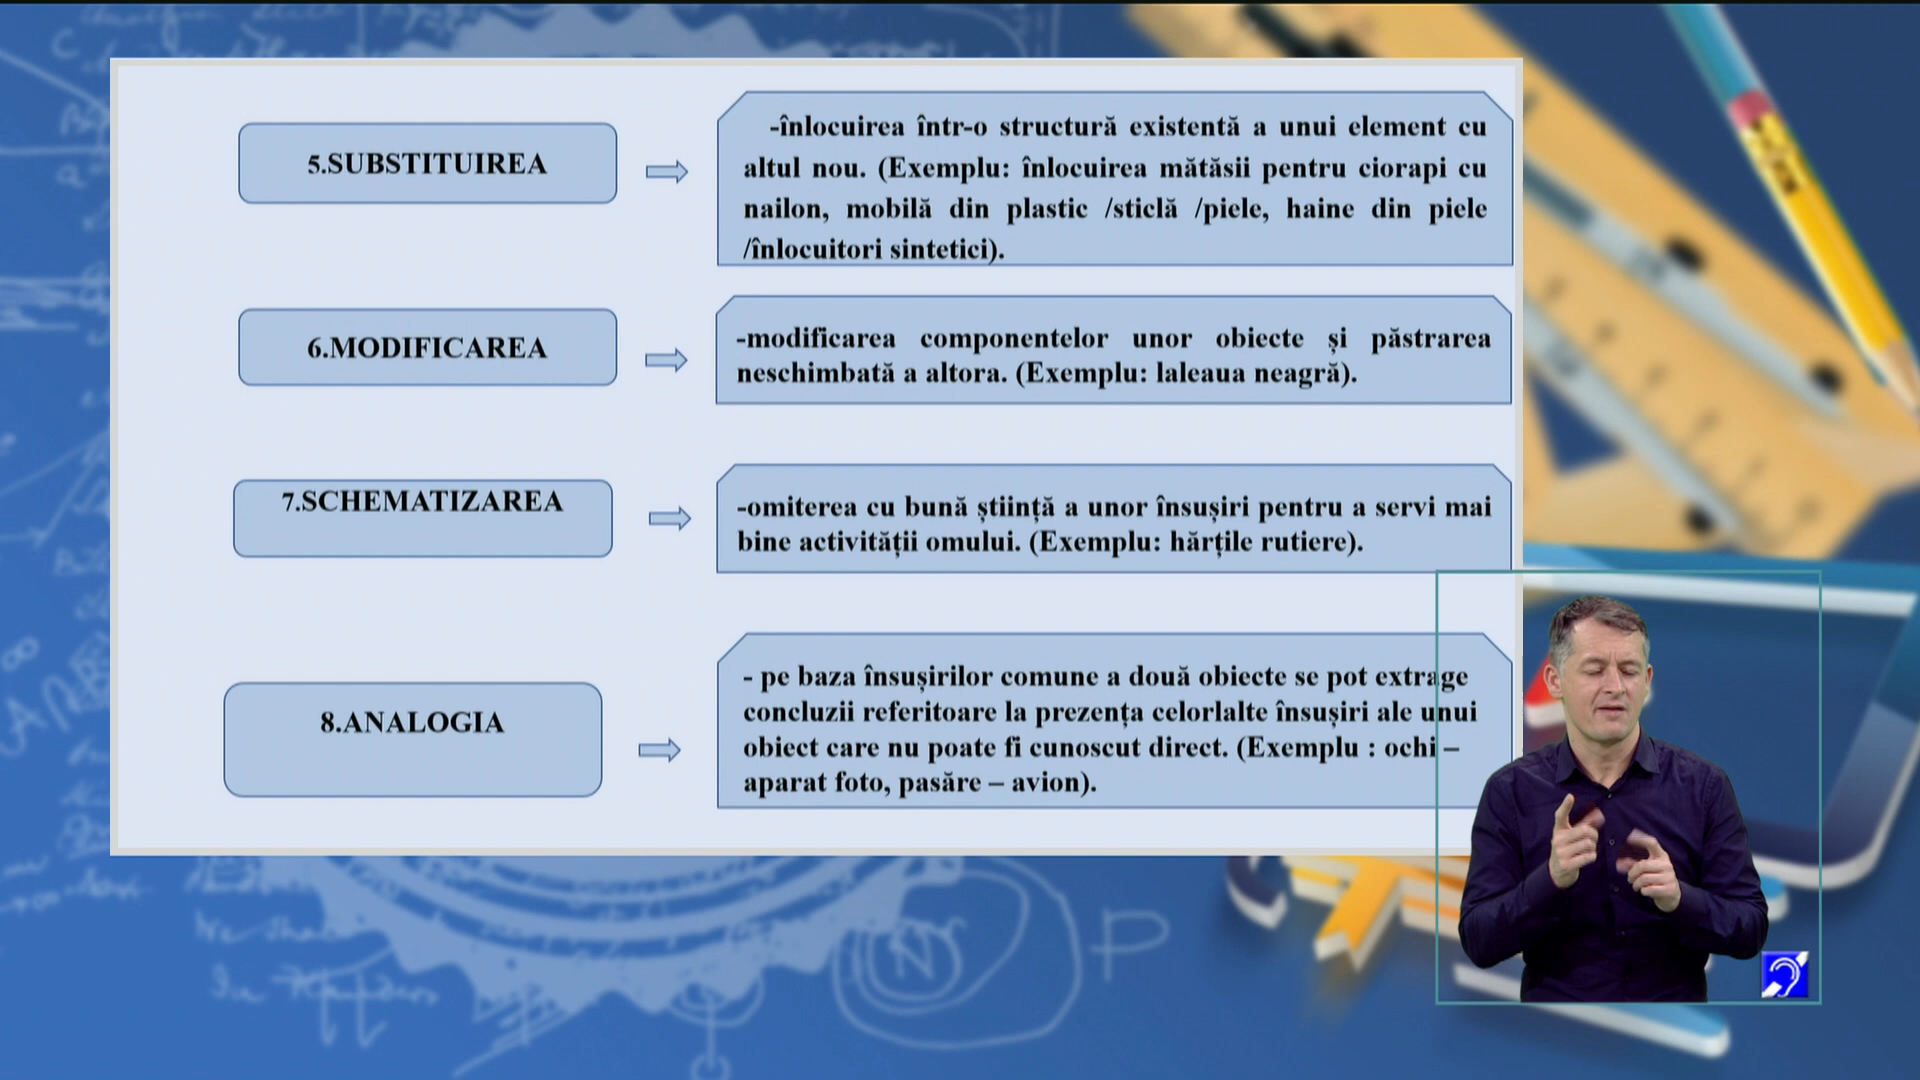 5.SUBSTITUIREA
-înlocuirea într-o structură existentă a unui element cu
altul nou. (Exemplu: înlocuirea mătăsii pentru ciorapi cu
nailon, mobilă din plastic /sticlă /piele, haine din piele
/înlocuitori sintetici).
6.MODIFICAREA
-modificarea componentelor unor obiecte și păstrarea
neschimbată a altora. (Exemplu: laleaua neagră).
7.SCHEMATIZAREA
-omiterea cu bună știință a unor însușiri pentru a servi mai
bine activității omului. (Exemplu: hărțile rutiere).
8.ANALOGIA
- pe baza însușirilor comune a două obiecte se pot extrage
concluzii referitoare la prezența celorlalte însușiri ale unui
obiect care nu poate fi cunoscut direct. (Exemplu : ochi –
aparat foto, pasăre – avion).
N
P